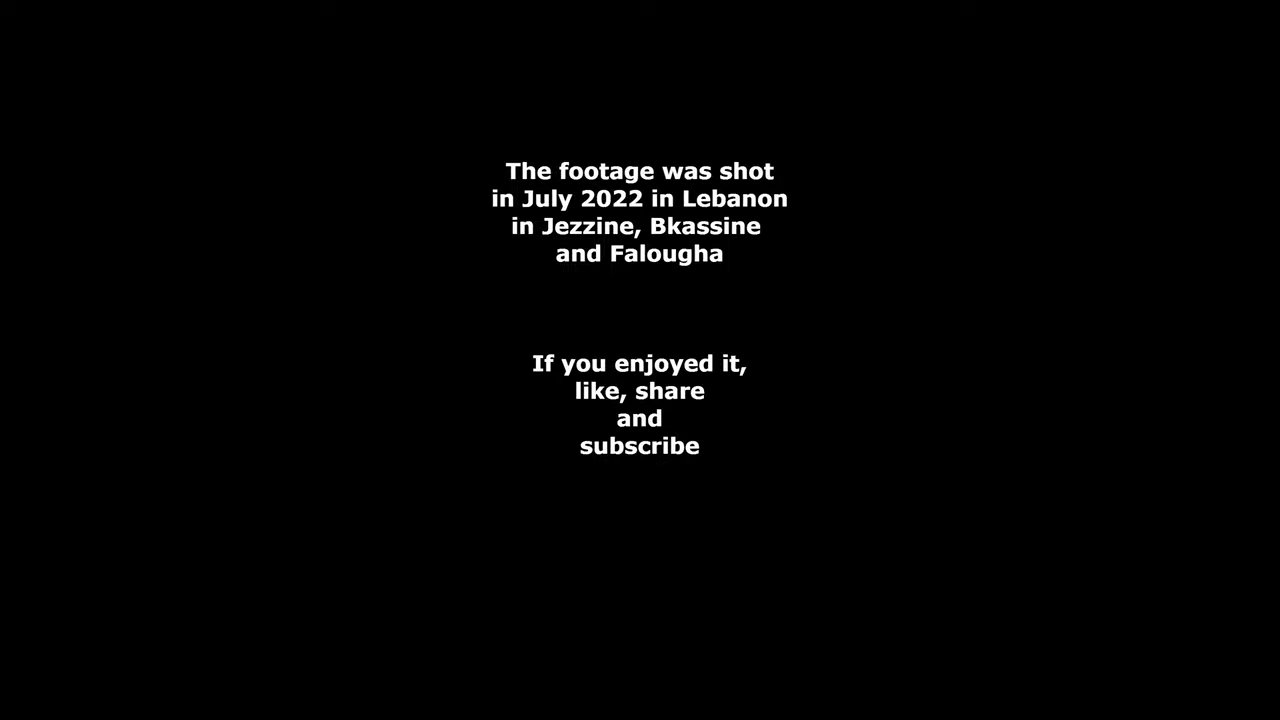 The footage was shot
in July 2022 in Lebanon
in Jezzine, Bkassine
and Falougha
If you enjoyed it,
like, share
and
subscribe